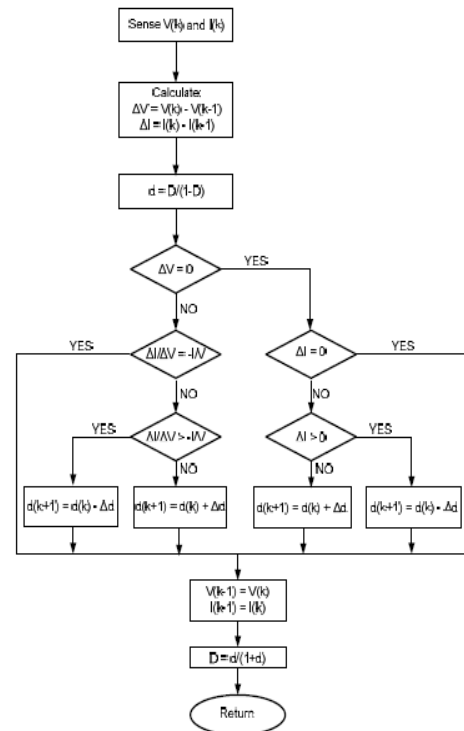 Sense V(k) and I(k)
Calculate:
ΔV = V(k) - V(k-1)
ΔI = I(k) - I(k-1)
d = D/(1-D)
ΔV = 0
YES
NO
YES
ΔI/ΔV = -I/V
ΔI = 0
YES
NO
NO
YES
ΔI/ΔV > -I/V
ΔI > 0
YES
NO
NO
d(k+1) = d(k) - Δd
d(k+1) = d(k) + Δd
d(k+1) = d(k) + Δd
d(k+1) = d(k) - Δd
V(k-1) = V(k)
I(k-1) = I(k)
D = d/(1+d)
Return